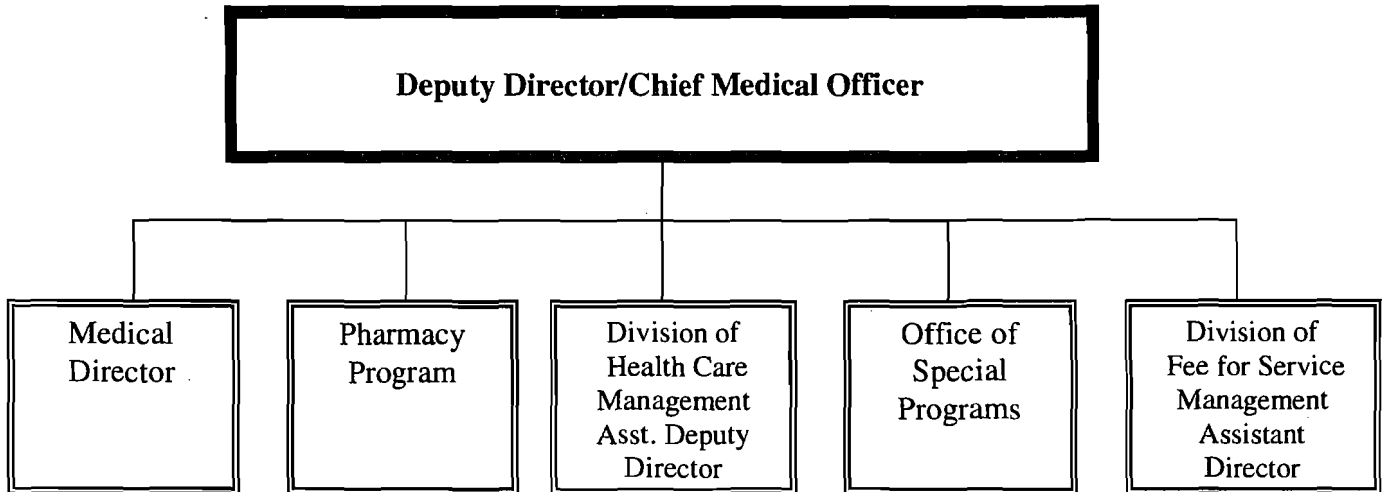 Deputy Director/Chief Medical Officer
Medical
Director
Pharmacy
Program
Division of
Health Care
Management
Asst. Deputy
Director
Office of
Special
Programs
Division of
Fee for Service
Management
Assistant
Director